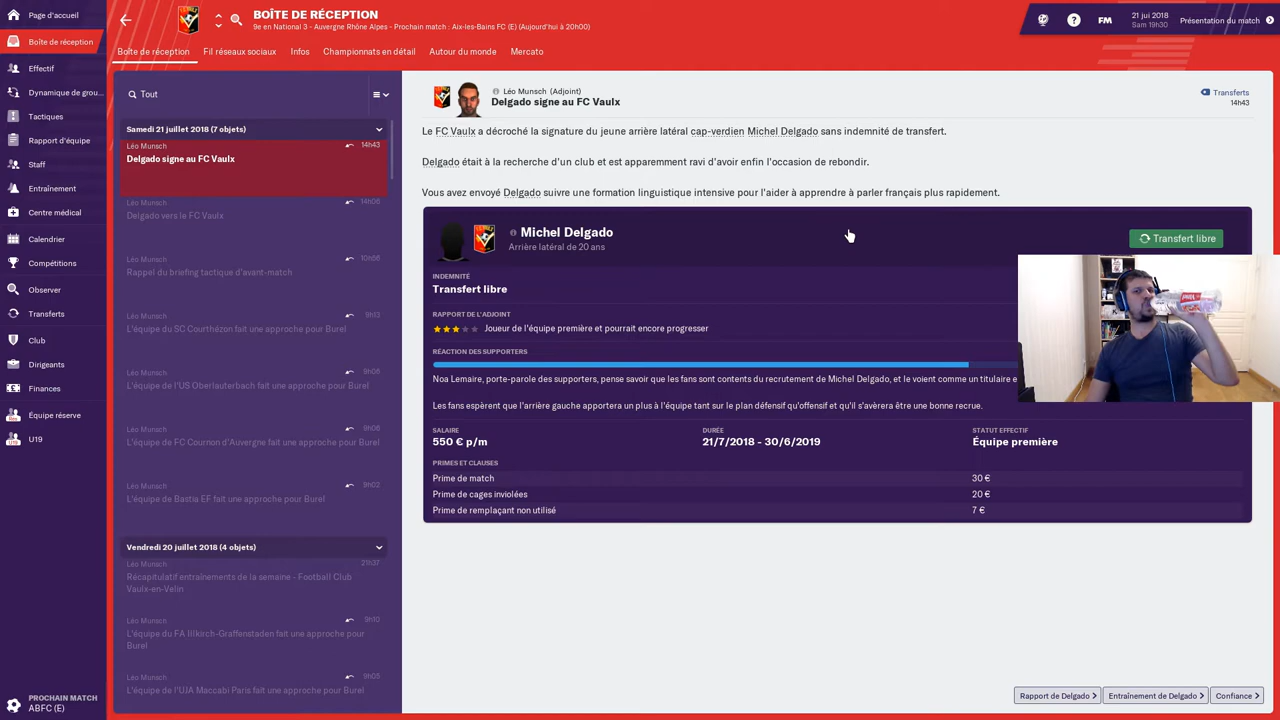 Page d'accueil
Boîte de réception
Effectif
Dynamique de grou...
Tactiques
Rapport d'équipe
Staff
Entraînement
Centre médical
Calendrier
Compétitions
Observer
Transferts
Club
Dirigeants
Finances
Équipe réserve
U19
PROCHAIN MATCH
ABFC (E)
BOÎTE DE RÉCEPTION
9e en National 3 - Auvergne Rhône Alpes - Prochain match : Aix-les-Bains FC (E) (Aujourd'hui à 20h00)
FM
21 jui 2018
Sam 19h30
Présentation du match
Boîte de réception
Fil réseaux sociaux
Infos
Championnats en détail
Autour du monde
Mercato
Tout
Samedi 21 juillet 2018 (7 objets)
Léo Munsch
14h43
Delgado signe au FC Vaulx
Léo Munsch
14h08
Delgado vers le FC Vaulx
Léo Munsch
10h56
Rappel du briefing tactique d'avant-match
Léo Munsch
9h13
L'équipe du SC Courthézon fait une approche pour Burel
Léo Munsch
9h06
L'équipe de l'US Oberlauterbach fait une approche pour Burel
Léo Munsch
9h06
L'équipe de FC Cournon d'Auvergne fait une approche pour Burel
Léo Munsch
9h02
L'équipe de Bastia EF fait une approche pour Burel
Vendredi 20 juillet 2018 (4 objets)
Léo Munsch
21h37
Récapitulatif entraînements de la semaine - Football Club
Vaulx-en-Velin
Léo Munsch
9h10
L'équipe du FA Illkirch-Graffenstaden fait une approche pour
Burel
Léo Munsch
9h05
L'équipe de l'UJA Maccabi Paris fait une approche pour Burel
Léo Munsch (Adjoint)
Delgado signe au FC Vaulx
Transferts
14h43
Le FC Vaulx a décroché la signature du jeune arrière latéral cap-verdien Michel Delgado sans indemnité de transfert.
Delgado était à la recherche d'un club et est apparemment ravi d'avoir enfin l'occasion de rebondir.
Vous avez envoyé Delgado suivre une formation linguistique intensive pour l'aider à apprendre à parler français plus rapidement.
Michel Delgado
Arrière latéral de 20 ans
Transfert libre
INDEMNITÉ
Transfert libre
RAPPORT DE L'ADJOINT
Joueur de l'équipe première et pourrait encore progresser
RÉACTION DES SUPPORTERS
Noa Lemaire, porte-parole des supporters, pense savoir que les fans sont contents du recrutement de Michel Delgado, et le voient comme un titulaire e
Les fans espèrent que l'arrière gauche apportera un plus à l'équipe tant sur le plan défensif qu'offensif et qu'il s'avèrera être une bonne recrue.
SALAIRE
DURÉE
STATUT EFFECTIF
550 € p/m
21/7/2018 - 30/6/2019
Équipe première
PRIMES ET CLAUSES
Prime de match
30 €
Prime de cages inviolées
20 €
Prime de remplaçant non utilisé
7 €
Rapport de Delgado
Entraînement de Delgado
Confiance